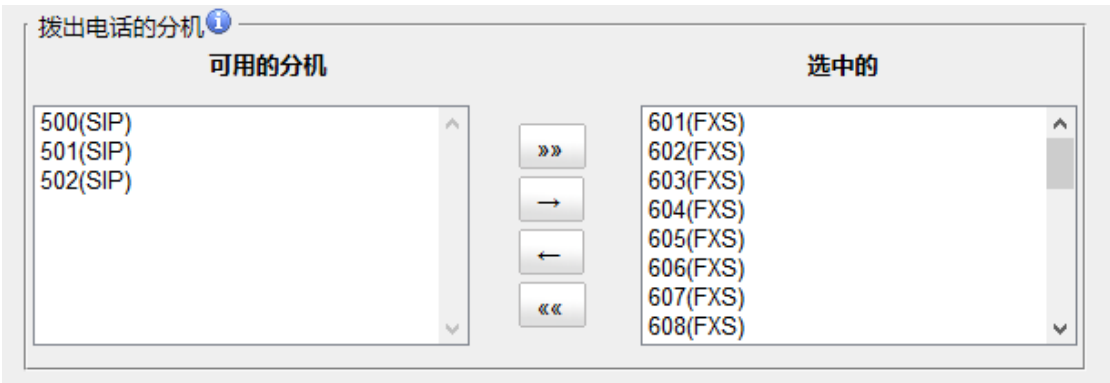 拨出电话的分机
可用的分机
选中的
500(SIP)
501(SIP)
502(SIP)
»»
→
←
««
601(FXS)
602(FXS)
603(FXS)
604(FXS)
605(FXS)
606(FXS)
607(FXS)
608(FXS)